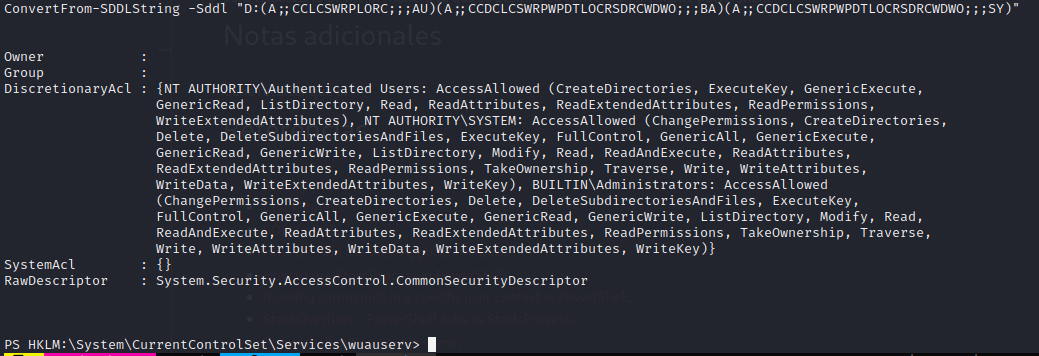 ConvertFrom-SDDLString -Sddl "D:(A;;CCLCSWRPLORC;;;AU)(A;;CCDCLCSWRPWPDTLOCRSDRCWDWO;;;BA)(A;;CCDCLCSWRPWPDTLOCRSDRCWDWO;;;SY)"
Notas adicionales
Owner :
Group :
DiscretionaryAcl : {NT AUTHORITY\Authenticated Users: AccessAllowed (CreateDirectories, ExecuteKey, GenericExecute,
GenericRead, ListDirectory, Read, ReadAttributes, ReadExtendedAttributes, ReadPermissions,
WriteExtendedAttributes), NT AUTHORITY\SYSTEM: AccessAllowed (ChangePermissions, CreateDirectories,
Delete, DeleteSubdirectoriesAndFiles, ExecuteKey, FullControl, GenericAll, GenericExecute,
GenericRead, GenericWrite, ListDirectory, Modify, Read, ReadAndExecute, ReadAttributes,
ReadExtendedAttributes, ReadPermissions, TakeOwnership, Traverse, Write, WriteAttributes,
WriteData, WriteExtendedAttributes, WriteKey), BUILTIN\Administrators: AccessAllowed
(ChangePermissions, CreateDirectories, Delete, DeleteSubdirectoriesAndFiles, ExecuteKey,
FullControl, GenericAll, GenericExecute, GenericRead, GenericWrite, ListDirectory, Modify, Read,
ReadAndExecute, ReadAttributes, ReadExtendedAttributes, ReadPermissions, TakeOwnership, Traverse,
Write, WriteAttributes, WriteData, WriteExtendedAttributes, WriteKey)}
SystemAcl : {}
RawDescriptor : System.Security.AccessControl.CommonSecurityDescriptor
PS HKLM:\System\CurrentControlSet\Services\wuauserv>